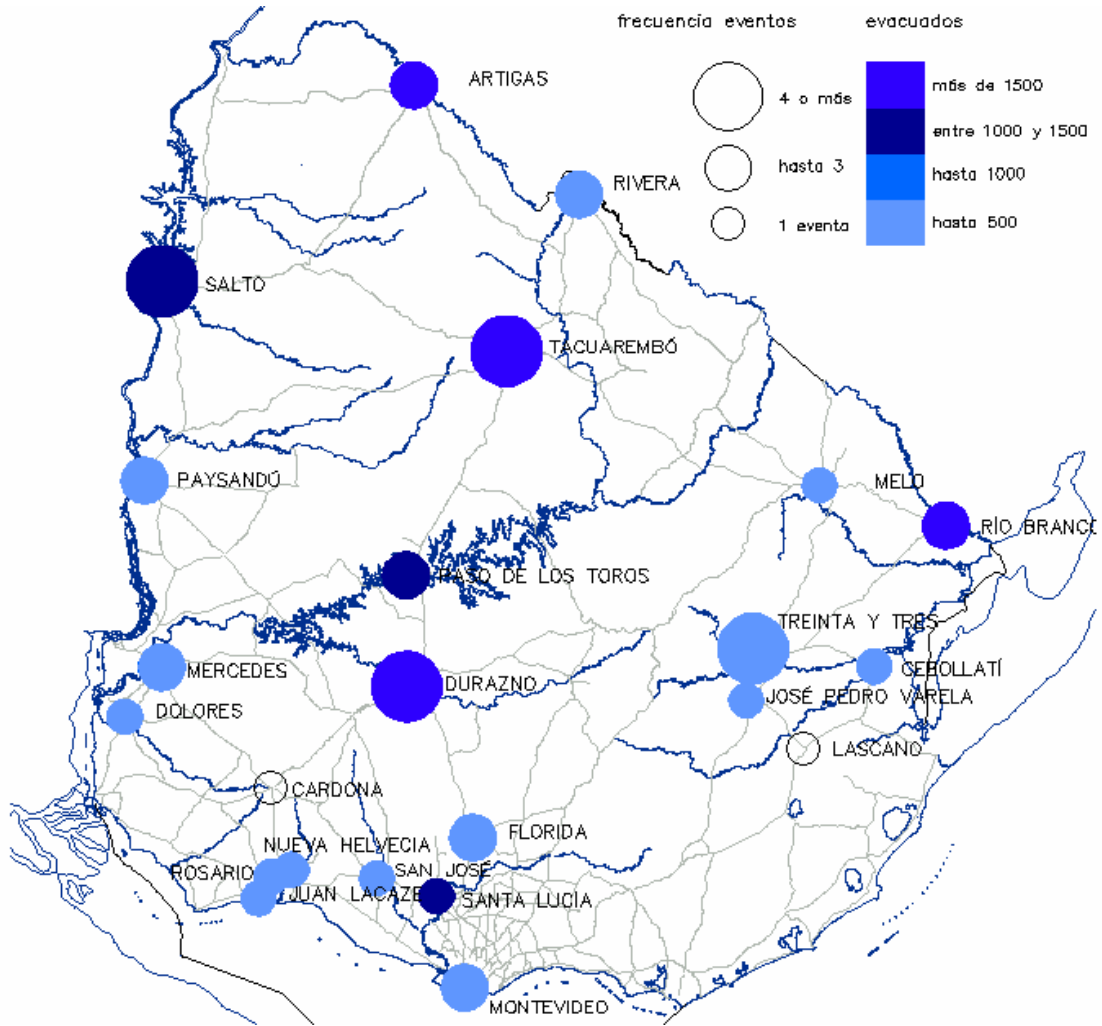 frecuencia eventos
evacuados
4 o más
hasta 3
1 evento
más de 1500
entre 1000 y 1500
hasta 1000
hasta 500
ARTIGAS
RIVERA
SALTO
TACUAREMBÓ
PAYSANDÚ
MELO
RÍO BRANCO
PASO DE LOS TOROS
TREINTA Y TRES
MERCEDES
CEBOLLATÍ
DURAZNO
JOSÉ PEDRO VARELA
DOLORES
LASCANO
CARDONA
FLORIDA
NUEVA HELVECIA
ROSARIO
SAN JOSÉ
JUAN LACAZE
SANTA LUCÍA
MONTEVIDEO